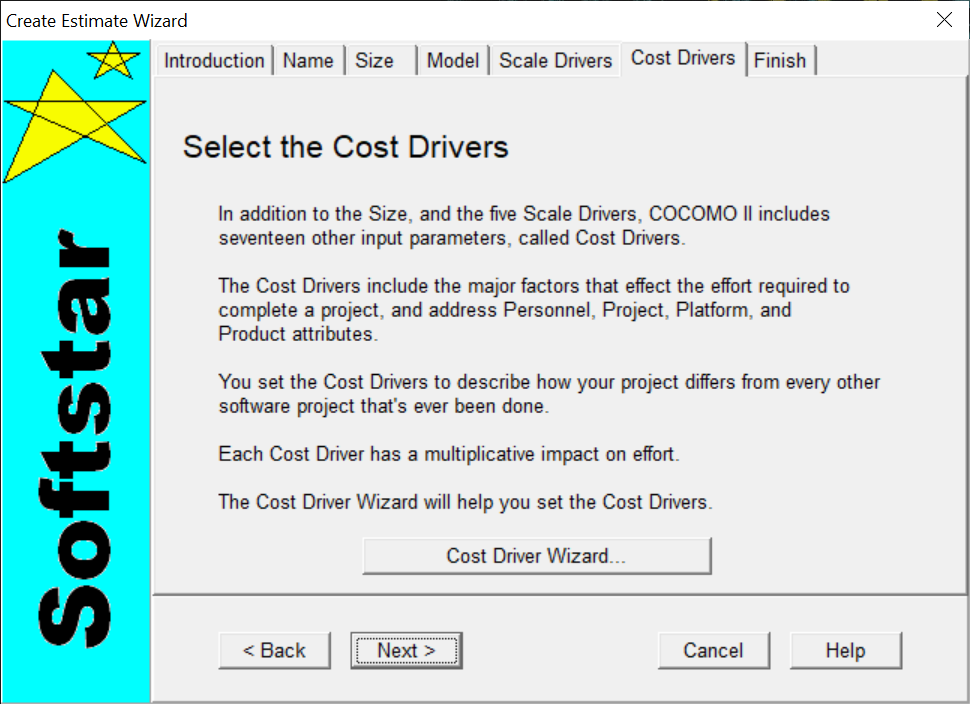 Create Estimate Wizard
Softstar
Introduction
Name
Size
Model
Scale Drivers
Cost Drivers
Finish
Select the Cost Drivers
In addition to the Size, and the five Scale Drivers, COCOMO II includes
seventeen other input parameters, called Cost Drivers.
The Cost Drivers include the major factors that effect the effort required to
complete a project, and address Personnel, Project, Platform, and
Product attributes.
You set the Cost Drivers to describe how your project differs from every other
software project that's ever been done.
Each Cost Driver has a multiplicative impact on effort.
The Cost Driver Wizard will help you set the Cost Drivers.
Cost Driver Wizard...
< Back
Next >
Cancel
Help